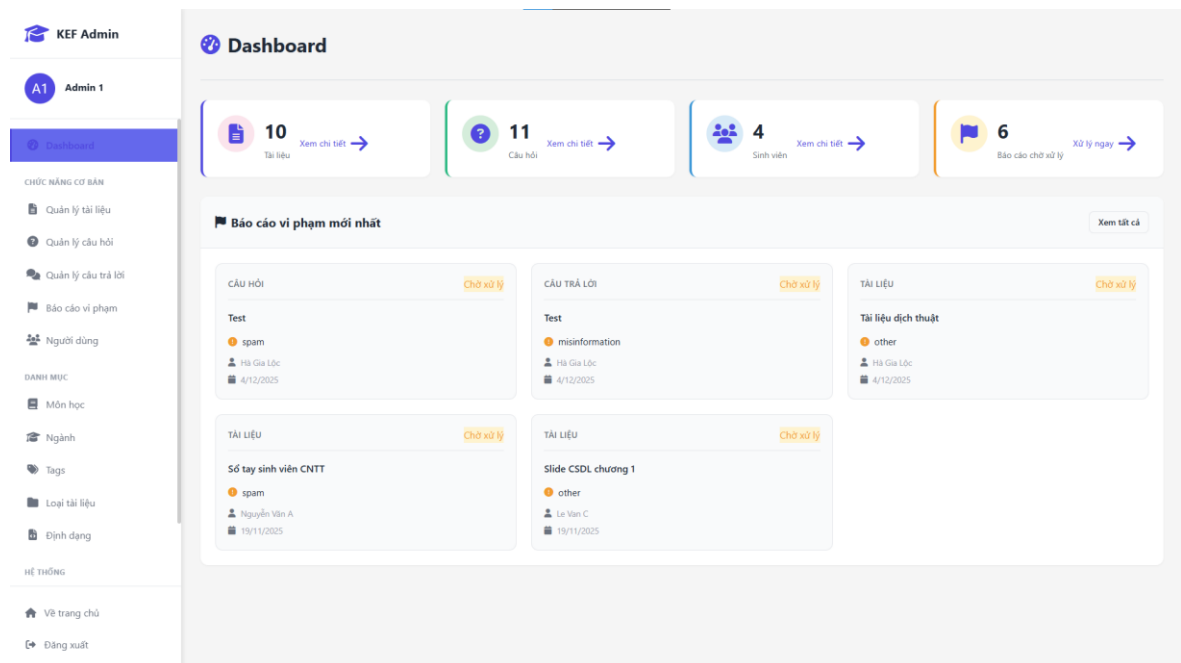 KEF Admin
A1 Admin 1
Dashboard
CHỨC NĂNG CƠ BẢN
Quản lý tài liệu
Quản lý câu hỏi
Quản lý câu trả lời
Báo cáo vi phạm
Người dùng
DANH MỤC
Môn học
Ngành
Tags
Loại tài liệu
Định dạng
HỆ THỐNG
Về trang chủ
Đăng xuất
Dashboard
10
Tài liệu
Xem chi tiết
11
Câu hỏi
Xem chi tiết
4
Sinh viên
Xem chi tiết
6
Báo cáo chờ xử lý
Xử lý ngay
Báo cáo vi phạm mới nhất
Xem tất cả
CÂU HỎI Chờ xử lý
Test
spam
Hà Gia Lộc
4/12/2025
CÂU TRẢ LỜI Chờ xử lý
Test
misinformation
Hà Gia Lộc
4/12/2025
TÀI LIỆU Chờ xử lý
Tài liệu dịch thuật
other
Hà Gia Lộc
4/12/2025
TÀI LIỆU Chờ xử lý
Sổ tay sinh viên CNTT
spam
Nguyễn Văn A
19/11/2025
TÀI LIỆU Chờ xử lý
Slide CSDL chương 1
other
Le Van C
19/11/2025